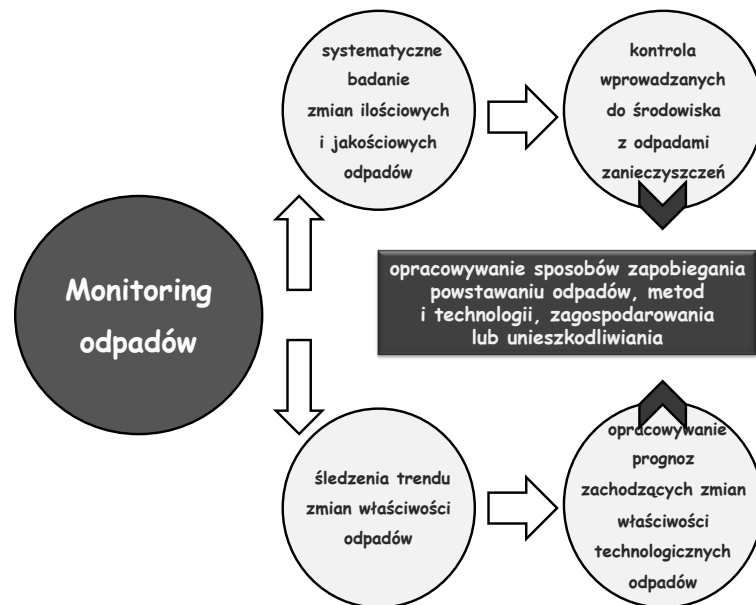 systematyczne
badanie
zmian ilościowych
i jakościowych
odpadów
kontrola
wprowadzanych
do środowiska
z odpadami
zanieczyszczeń
Monitoring
odpadów
opracowywanie sposobów zapobiegania
powstawaniu odpadów, metod
i technologii, zagospodarowania
lub unieszkodliwiania
śledzenia trendu
zmian właściwości
odpadów
opracowywanie
prognoz
zachodzących zmian
właściwości
technologicznych
odpadów